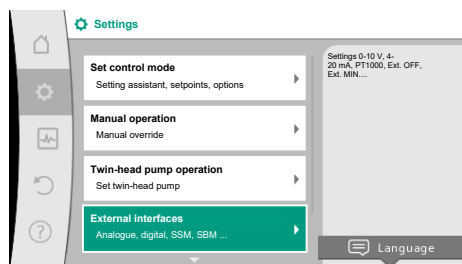 Settings
Set control mode
Setting assistant, setpoints, options
Manual operation
Manual override
Twin-head pump operation
Set twin-head pump
External interfaces
Analogue, digital, SSM, SBM ...
Settings 0-10 V, 4-
20 mA, PT1000, Ext. OFF,
Ext. MIN....
Language